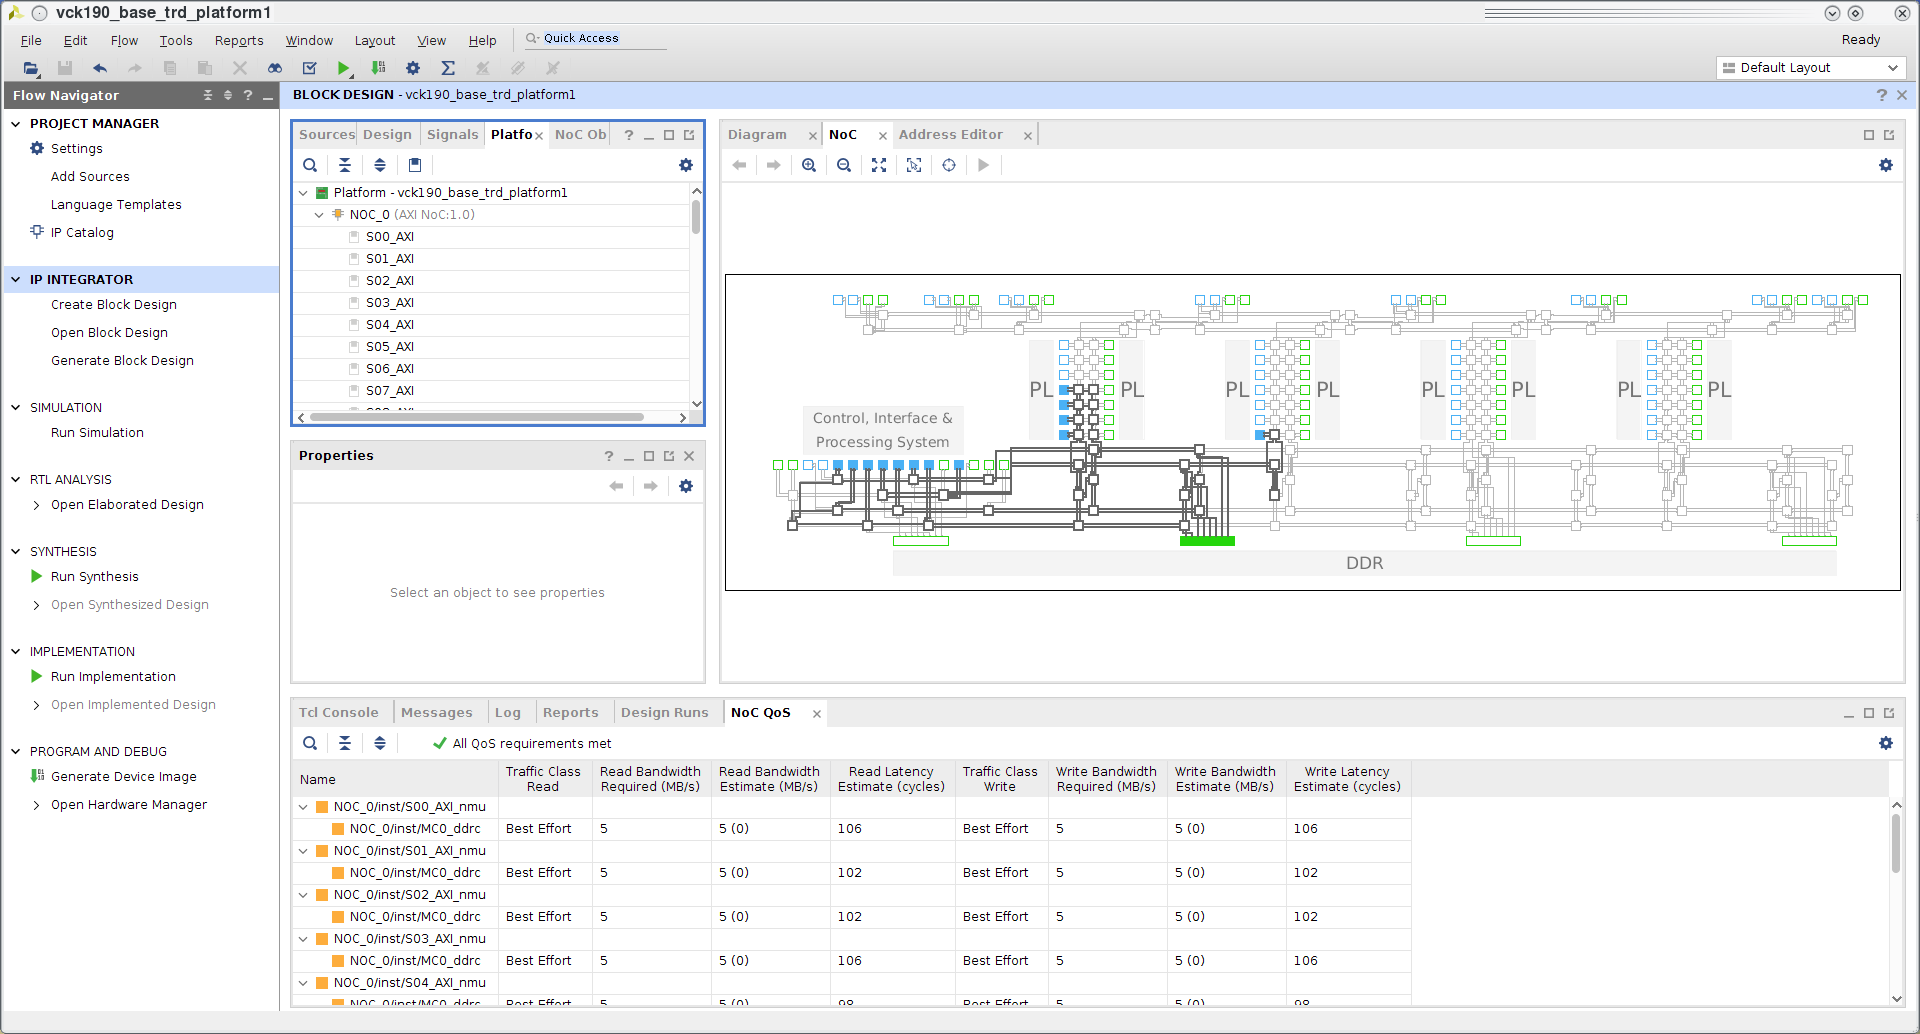 vck190_base_trd_platform1
File Edit Flow Tools Reports Window Layout View Help Quick Access Ready
Default Layout
Flow Navigator ? _
PROJECT MANAGER
Settings
Add Sources
Language Templates
IP Catalog
IP INTEGRATOR
Create Block Design
Open Block Design
Generate Block Design
SIMULATION
Run Simulation
RTL ANALYSIS
Open Elaborated Design
SYNTHESIS
Run Synthesis
Open Synthesized Design
IMPLEMENTATION
Run Implementation
Open Implemented Design
PROGRAM AND DEBUG
Generate Device Image
Open Hardware Manager
BLOCK DESIGN - vck190_base_trd_platform1
Sources Design Signals Platfo NoC Ob ?
Platform - vck190_base_trd_platform1
NOC_0 (AXI NoC:1.0)
S00_AXI
S01_AXI
S02_AXI
S03_AXI
S04_AXI
S05_AXI
S06_AXI
S07_AXI
Properties ?
Select an object to see properties
Diagram NoC Address Editor
PL PL PL PL PL PL PL PL
Control, Interface &
Processing System
DDR
Tcl Console Messages Log Reports Design Runs NoC QoS
All QoS requirements met
Name Traffic Class Read Read Bandwidth Required (MB/s) Read Bandwidth Estimate (MB/s) Read Latency Estimate (cycles) Traffic Class Write Write Bandwidth Required (MB/s) Write Bandwidth Estimate (MB/s) Write Latency Estimate (cycles)
NOC_0/inst/S00_AXI_nmu
NOC_0/inst/MC0_ddrc Best Effort 5 5 (0) 106 Best Effort 5 5 (0) 106
NOC_0/inst/S01_AXI_nmu
NOC_0/inst/MC0_ddrc Best Effort 5 5 (0) 102 Best Effort 5 5 (0) 102
NOC_0/inst/S02_AXI_nmu
NOC_0/inst/MC0_ddrc Best Effort 5 5 (0) 102 Best Effort 5 5 (0) 102
NOC_0/inst/S03_AXI_nmu
NOC_0/inst/MC0_ddrc Best Effort 5 5 (0) 106 Best Effort 5 5 (0) 106
NOC_0/inst/S04_AXI_nmu
NOC_0/inst/MC0_ddrc Best Effort 5 5 (0) 98 Best Effort 5 5 (0) 98